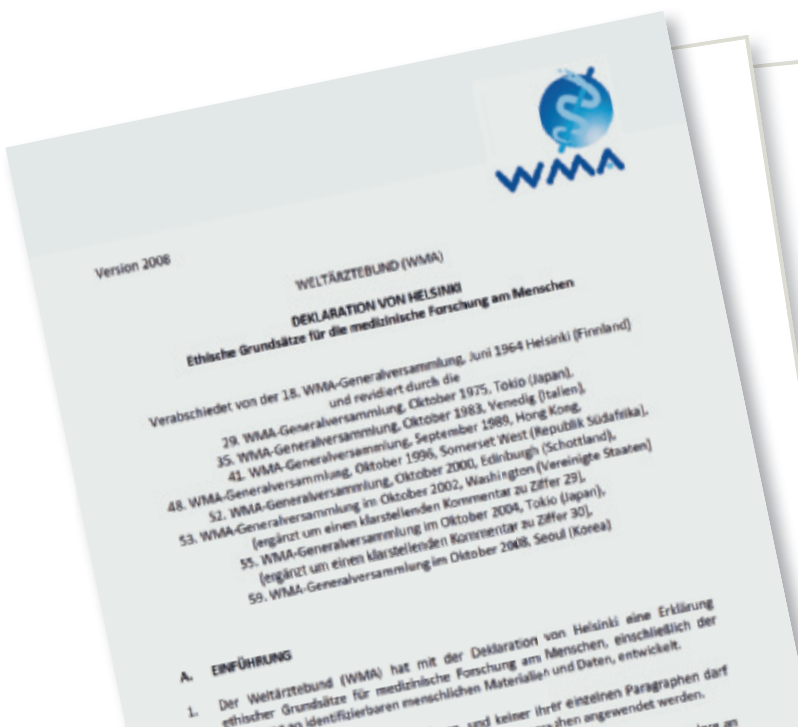 WMA
Version 2008
WELTÄRZTEBUND (WMA)
DEKLARATION VON HELSINKI
Ethische Grundsätze für die medizinische Forschung am Menschen
Verabschiedet von der 18. WMA-Generalversammlung, Juni 1964 Helsinki (Finnland)
und revidiert durch die
29. WMA-Generalversammlung, Oktober 1975, Tokio (Japan),
35. WMA-Generalversammlung, Oktober 1983, Venedig (Italien),
41. WMA-Generalversammlung, September 1989, Hong Kong,
48. WMA-Generalversammlung, Oktober 1996, Somerset West (Republik Südafrika),
52. WMA-Generalversammlung, Oktober 2000, Edinburgh (Schottland),
53. WMA-Generalversammlung im Oktober 2002, Washington (Vereinigte Staaten)
(ergänzt um einen klarstellenden Kommentar zu Ziffer 29),
55. WMA-Generalversammlung im Oktober 2004, Tokio (Japan),
(ergänzt um einen klarstellenden Kommentar zu Ziffer 30),
59. WMA-Generalversammlung im Oktober 2008, Seoul (Korea)
A. EINFÜHRUNG
1. Der Weltärztebund (WMA) hat mit der Deklaration von Helsinki eine Erklärung
ethischer Grundsätze für medizinische Forschung am Menschen, einschließlich der
an identifizierbaren menschlichen Materialien und Daten, entwickelt.
und keiner ihrer einzelnen Paragraphen darf
angewendet werden.